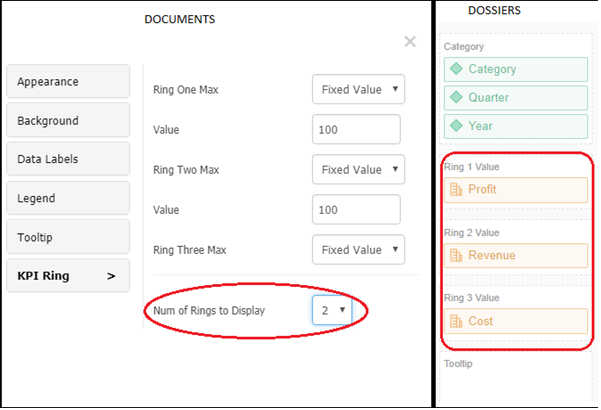 DOCUMENTS
Appearance
Background
Data Labels
Legend
Tooltip
KPI Ring >
Ring One Max Fixed Value
Value 100
Ring Two Max Fixed Value
Value 100
Ring Three Max Fixed Value
Num of Rings to Display 2
DOSSIERS
Category
Category
Quarter
Year
Ring 1 Value
Profit
Ring 2 Value
Revenue
Ring 3 Value
Cost
Tooltip